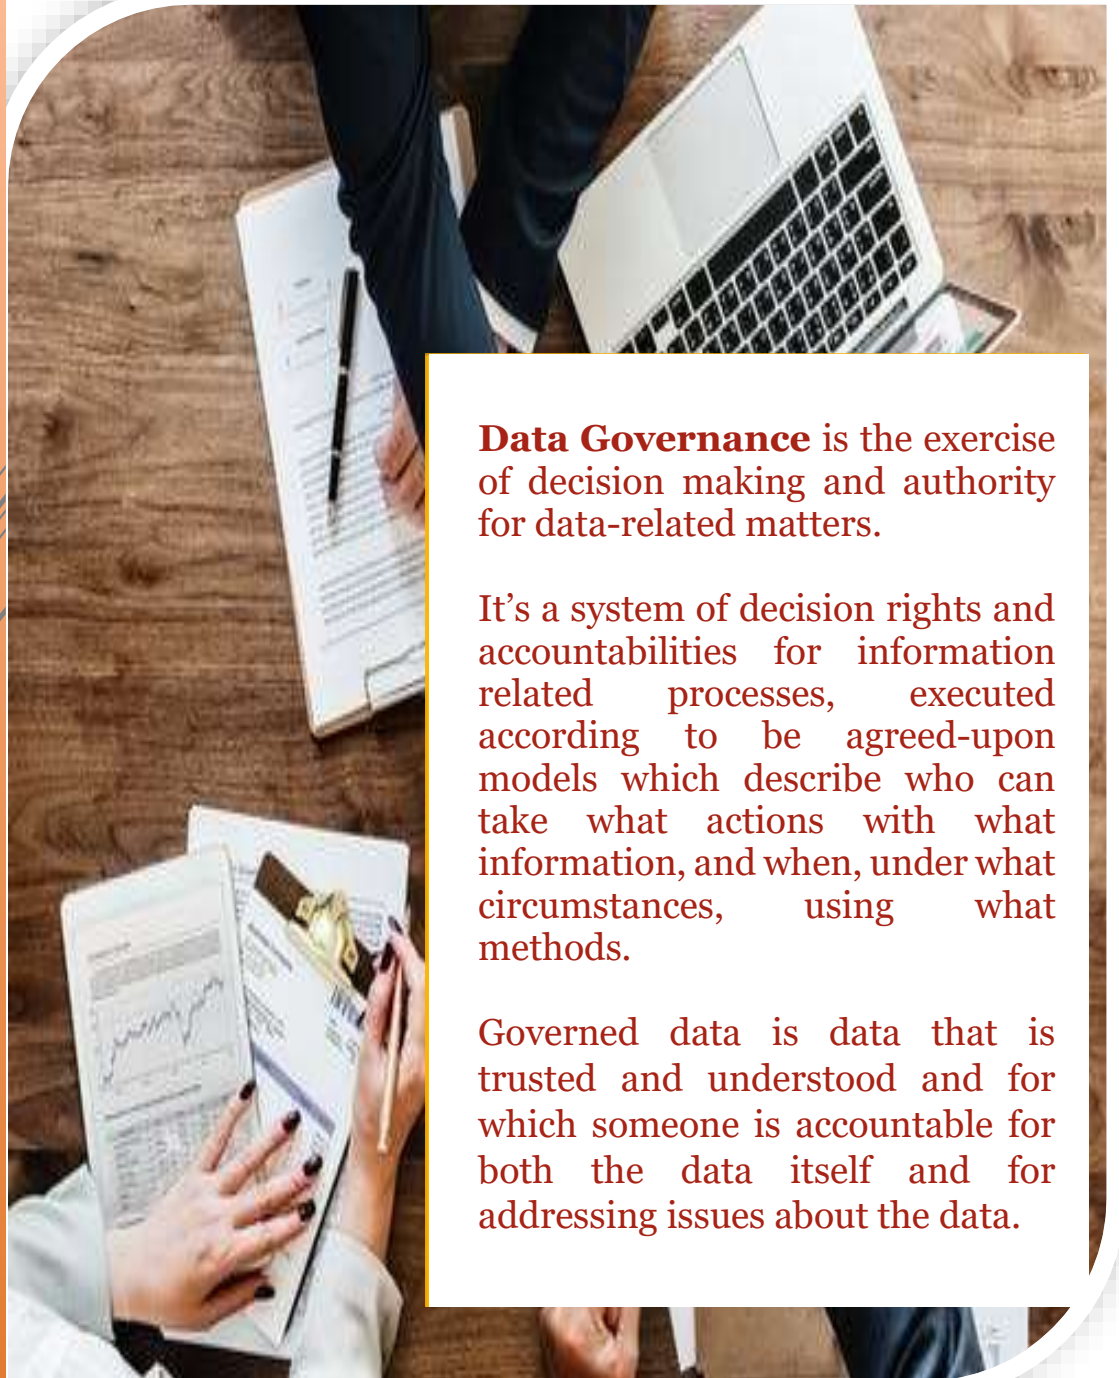 Data Governance is the exercise
of decision making and authority
for data-related matters.
It’s a system of decision rights and
accountabilities for information
related processes, executed
according to be agreed-upon
models which describe who can
take what actions with what
information, and when, under what
circumstances, using what
methods.
Governed data is data that is
trusted and understood and for
which someone is accountable for
both the data itself and for
addressing issues about the data.